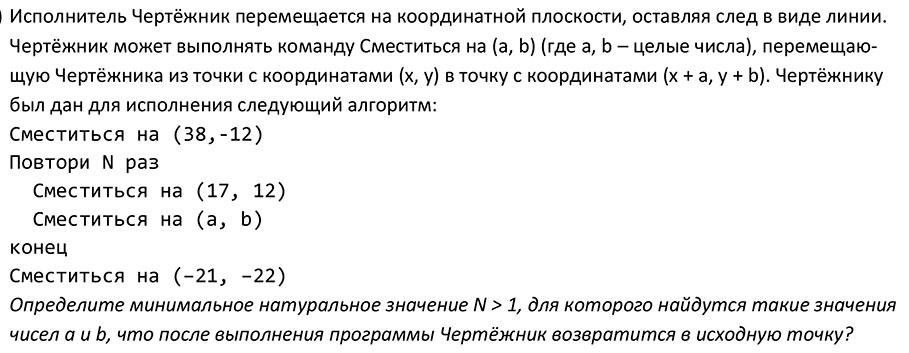 ) Исполнитель Чертёжник перемещается на координатной плоскости, оставляя след в виде линии.
Чертёжник может выполнять команду Сместиться на (a, b) (где a, b – целые числа), перемещаю-
щую Чертёжника из точки с координатами (x, y) в точку с координатами (x + a, y + b). Чертёжнику
был дан для исполнения следующий алгоритм:
Сместиться на (38,-12)
Повтори N раз
Сместиться на (17, 12)
Сместиться на (a, b)
конец
Сместиться на (–21, –22)
Определите минимальное натуральное значение N > 1, для которого найдутся такие значения
чисел a и b, что после выполнения программы Чертёжник возвратится в исходную точку?